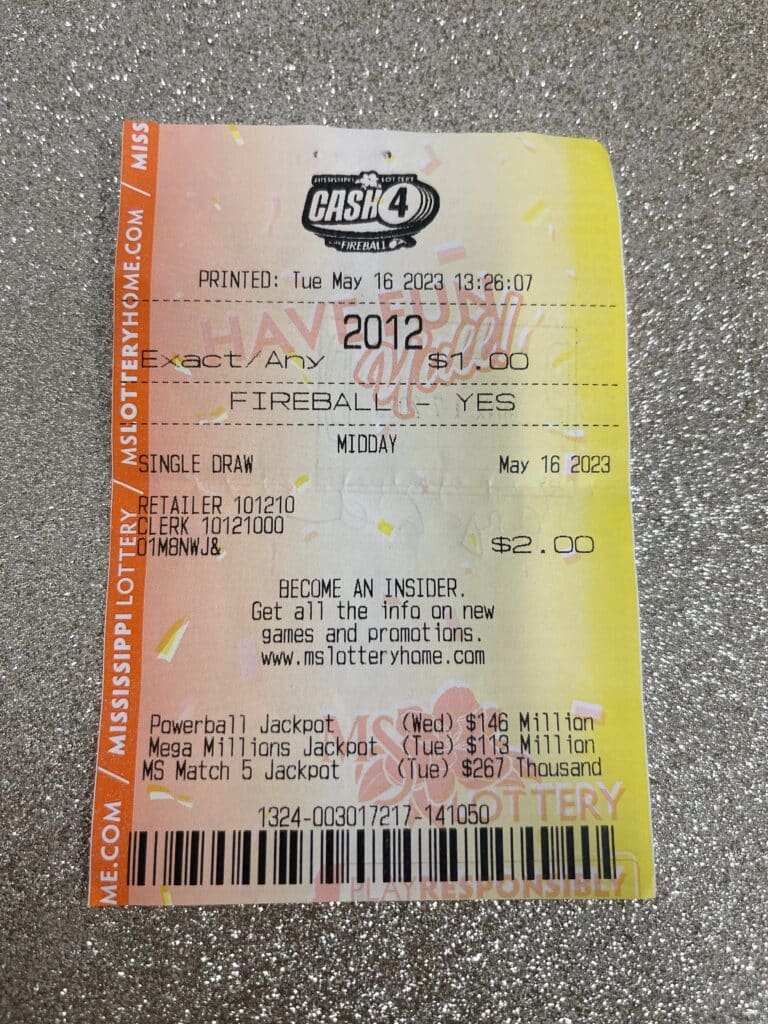 MISSISSIPPI LOTTERY
CASH 4
FIREBALL
PRINTED: Tue May 16 2023 13:26:07
HAVE FUN
Y'all!
2012
Exact/Any $1.00
FIREBALL - YES
MIDDAY
SINGLE DRAW May 16 2023
RETAILER 101210
CLERK 10121000
01M8NWJ& $2.00
BECOME AN INSIDER.
Get all the info on new
games and promotions.
www.mslotteryhome.com
Powerball Jackpot (Wed) $146 Million
Mega Millions Jackpot (Tue) $113 Million
MS Match 5 Jackpot (Tue) $267 Thousand
MS
LOTTERY
1324-003017217-141050
PLAY RESPONSIBLY
ME.COM / MISSISSIPPI LOTTERY / MSLOTTERYHOME.COM / MISS